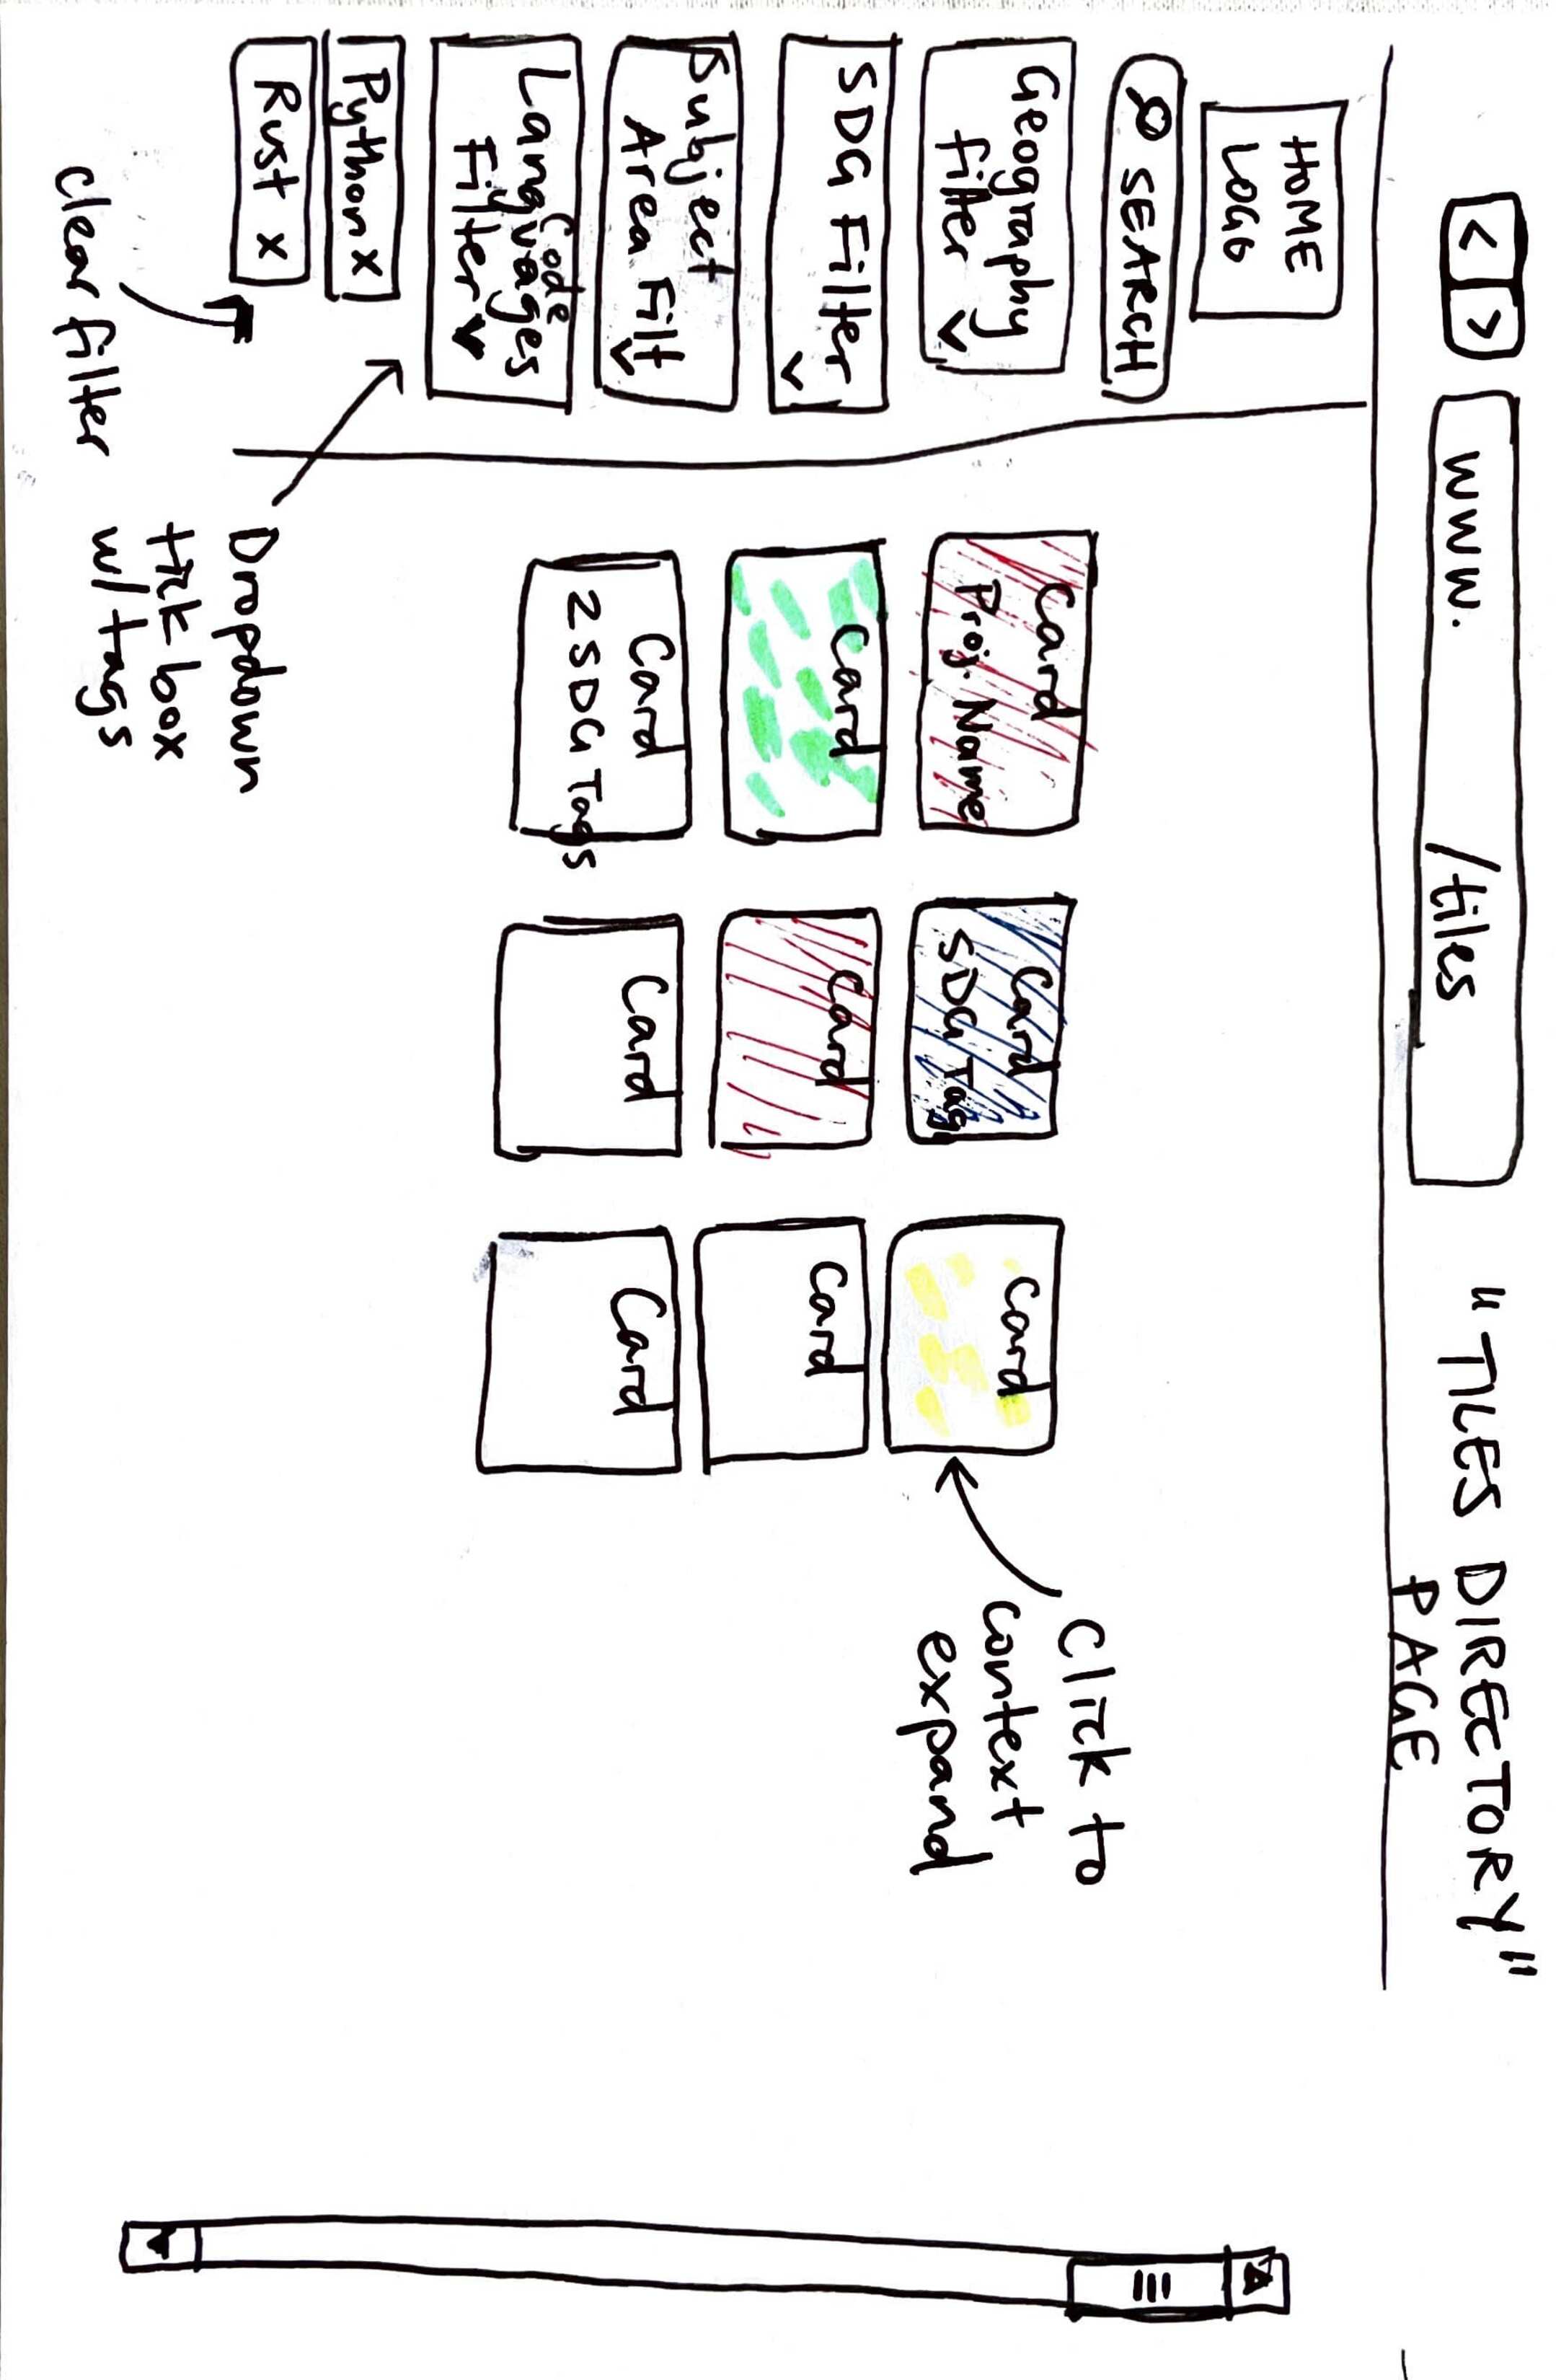 < >
www. /tiles
"TILES DIRECTORY"
PAGE
HOME
LOGO
SEARCH
Geography
filter
SDG Filter
Subject
Area Filt
Code
Languages
Filter
Python x
Rust x
clear filter
Dropdown
tick box
w/ tags
Card
Proj. Name
Card
SDG Tag
Card
Click to
context
expand
Card
Card
Card
Card
2 SDG Tags
Card
Card